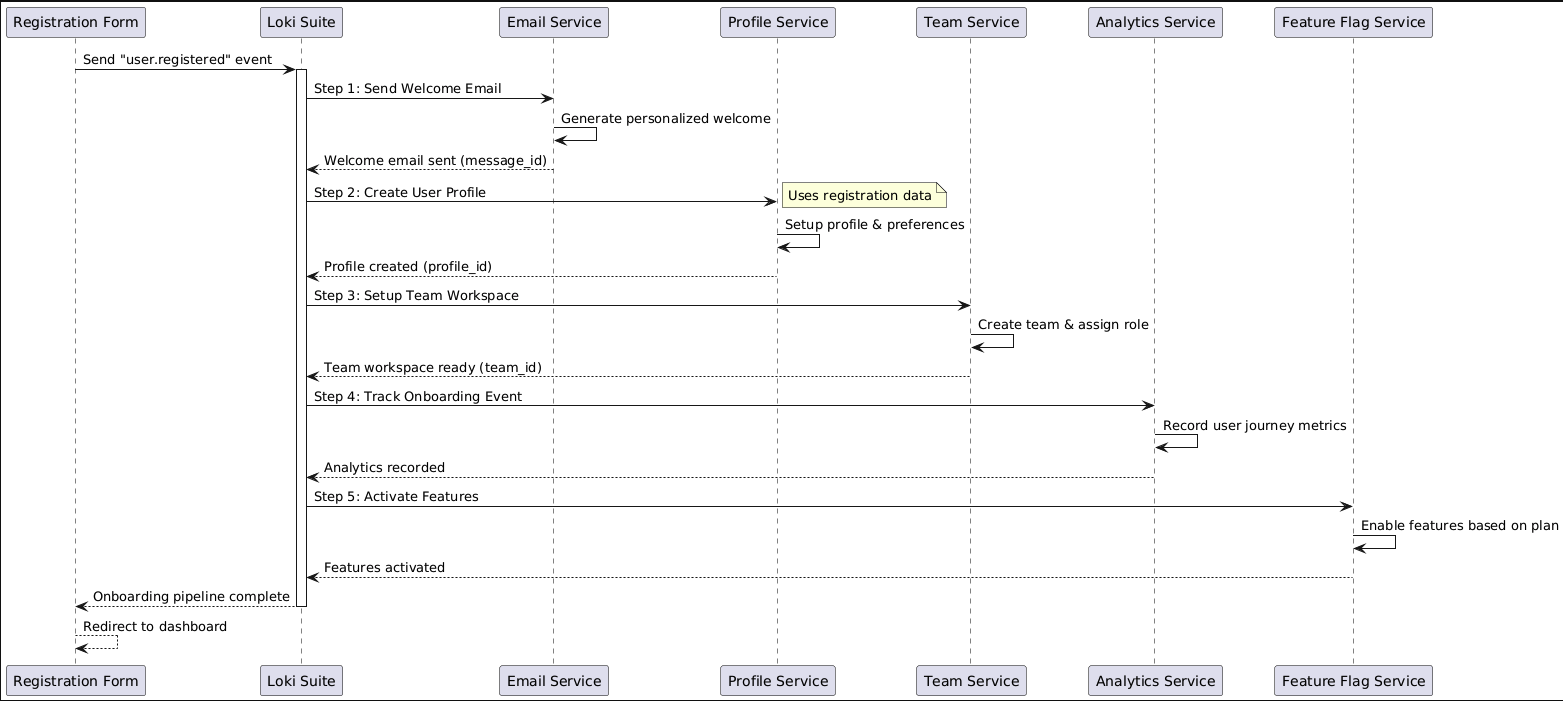 Registration Form
Loki Suite
Email Service
Profile Service
Team Service
Analytics Service
Feature Flag Service
Send "user.registered" event
Step 1: Send Welcome Email
Generate personalized welcome
Welcome email sent (message_id)
Step 2: Create User Profile
Uses registration data
Setup profile & preferences
Profile created (profile_id)
Step 3: Setup Team Workspace
Create team & assign role
Team workspace ready (team_id)
Step 4: Track Onboarding Event
Record user journey metrics
Analytics recorded
Step 5: Activate Features
Enable features based on plan
Features activated
Onboarding pipeline complete
Redirect to dashboard
Registration Form
Loki Suite
Email Service
Profile Service
Team Service
Analytics Service
Feature Flag Service